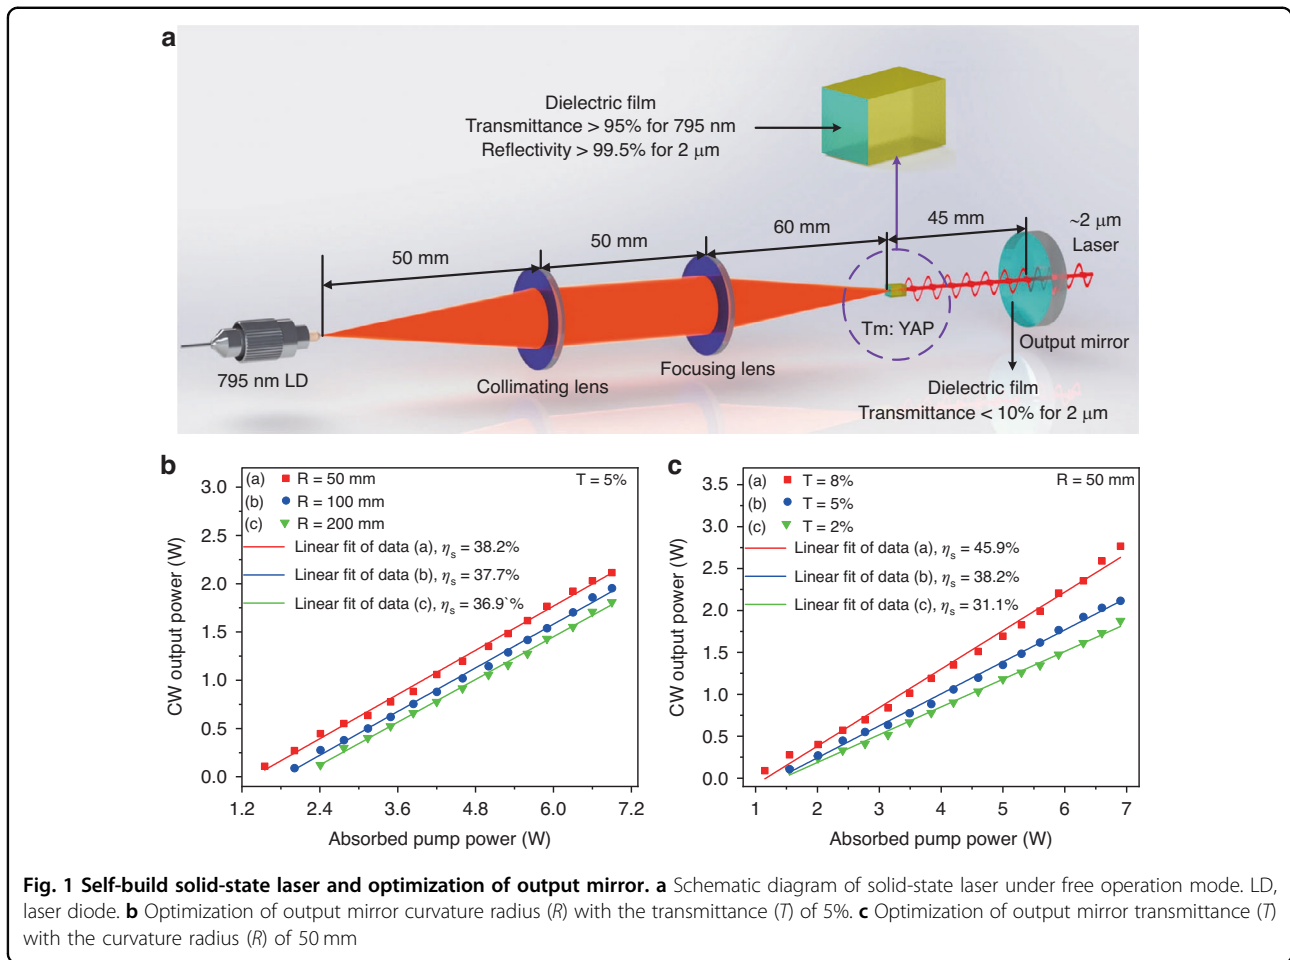 a
Dielectric film
Transmittance > 95% for 795 nm
Reflectivity > 99.5% for 2 μm
50 mm
50 mm
60 mm
45 mm
~2 μm
Laser
795 nm LD
Collimating lens
Focusing lens
Tm: YAP
Output mirror
Dielectric film
Transmittance < 10% for 2 μm
b
(a) R = 50 mm
T = 5%
(b) R = 100 mm
(c) R = 200 mm
Linear fit of data (a), ηs = 38.2%
Linear fit of data (b), ηs = 37.7%
Linear fit of data (c), ηs = 36.9`%
CW output power (W)
3.0
2.5
2.0
1.5
1.0
0.5
0.0
1.2 2.4 3.6 4.8 6.0 7.2
Absorbed pump power (W)
c
(a) T = 8%
R = 50 mm
(b) T = 5%
(c) T = 2%
Linear fit of data (a), ηs = 45.9%
Linear fit of data (b), ηs = 38.2%
Linear fit of data (c), ηs = 31.1%
CW output power (W)
3.5
3.0
2.5
2.0
1.5
1.0
0.5
0.0
1 2 3 4 5 6 7
Absorbed pump power (W)
Fig. 1 Self-build solid-state laser and optimization of output mirror. a Schematic diagram of solid-state laser under free operation mode. LD,
laser diode. b Optimization of output mirror curvature radius (R) with the transmittance (T) of 5%. c Optimization of output mirror transmittance (T)
with the curvature radius (R) of 50 mm